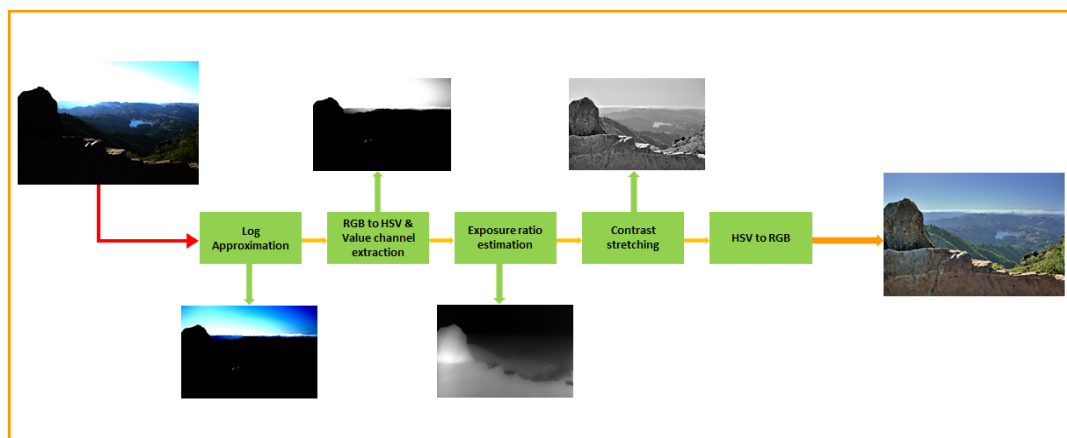 Log
Approximation
RGB to HSV &
Value channel
extraction
Exposure ratio
estimation
Contrast
stretching
HSV to RGB